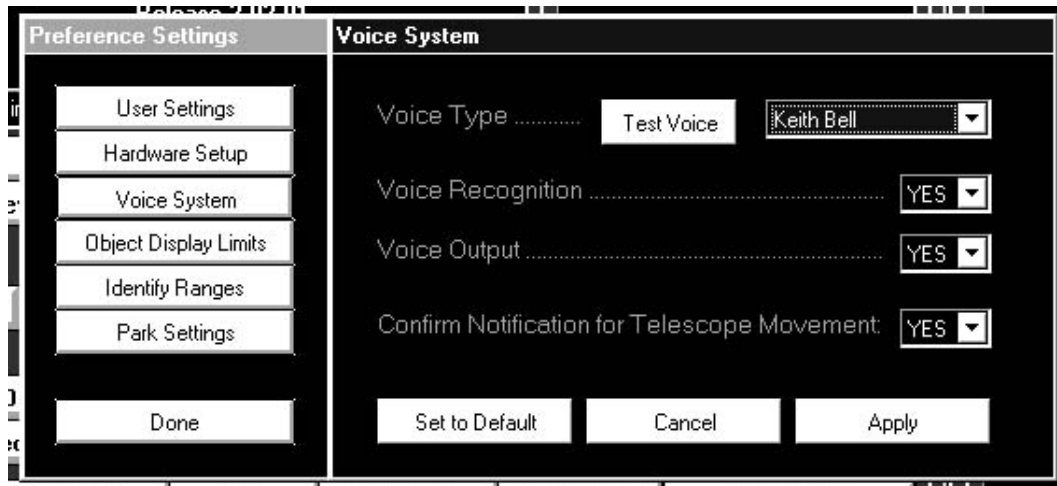 Preference Settings
Voice System
User Settings
Hardware Setup
Voice System
Object Display Limits
Identify Ranges
Park Settings
Done
Voice Type ............ Test Voice Keith Bell
Voice Recognition ...................................................... YES
Voice Output .................................................................. YES
Confirm Notification for Telescope Movement: YES
Set to Default Cancel Apply